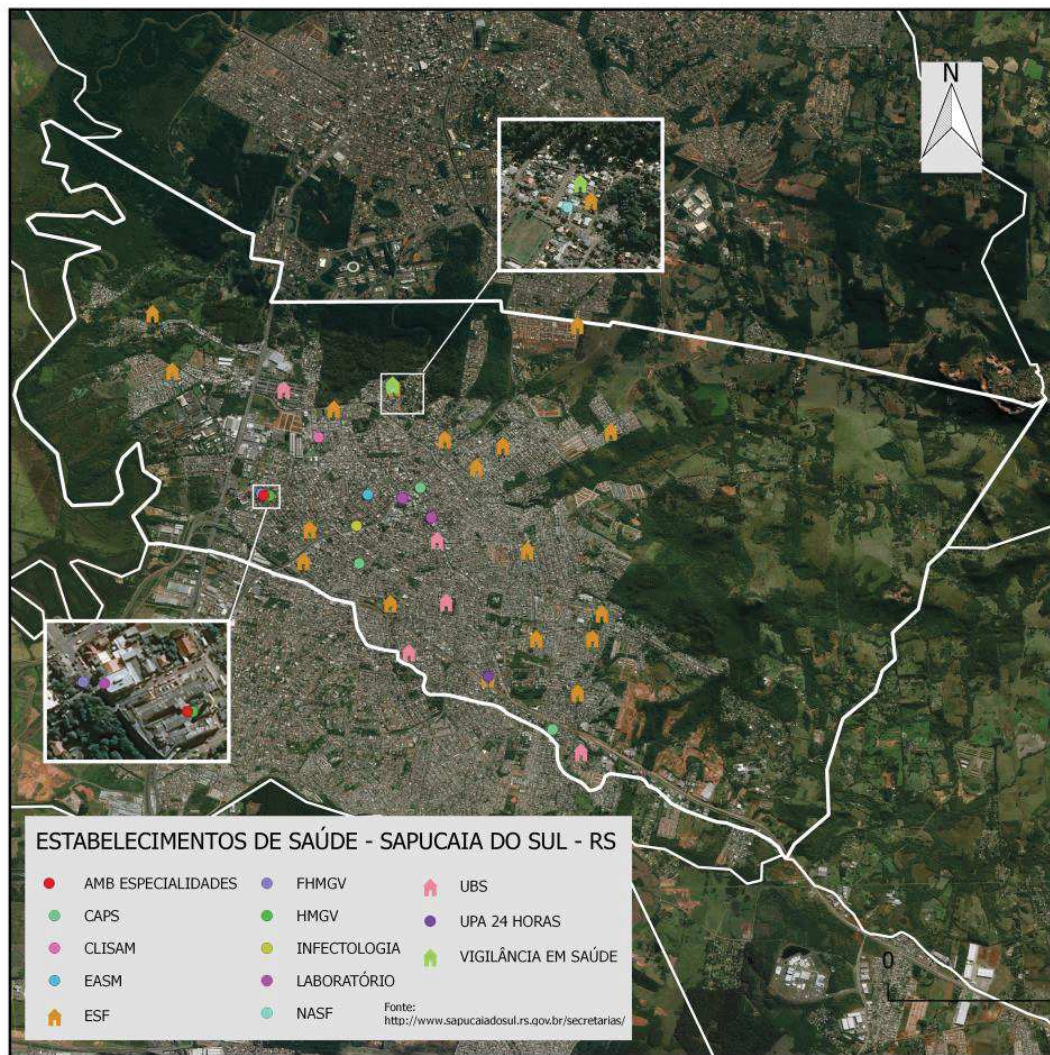 N
ESTABELECIMENTOS DE SAÚDE - SAPUCAIA DO SUL - RS
AMB ESPECIALIDADES
CAPS
CLISAM
EASM
ESF
FHMGV
HMGV
INFECTOLOGIA
LABORATÓRIO
NASF
UBS
UPA 24 HORAS
VIGILÂNCIA EM SAÚDE
Fonte:
http://www.sapucaiadosul.rs.gov.br/secretarias/
0